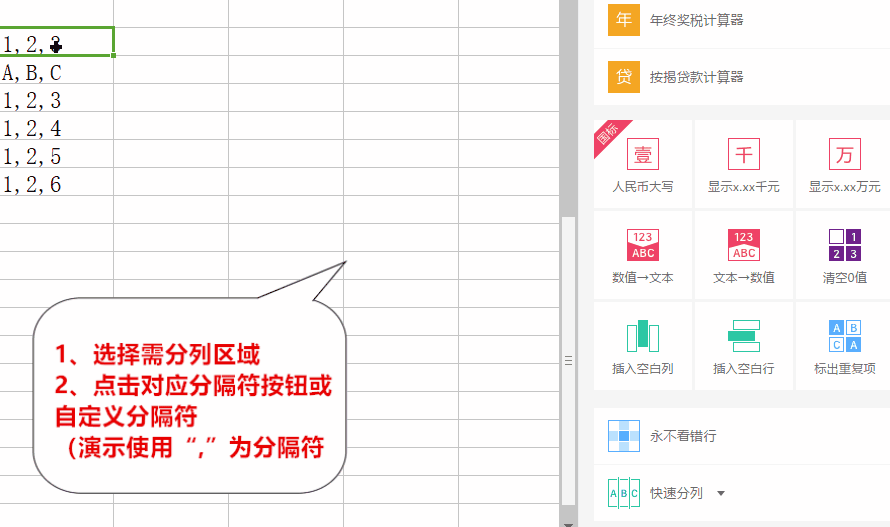 1,2,3
A,B,C
1,2,3
1,2,4
1,2,5
1,2,6
1、选择需分列区域
2、点击对应分隔符按钮或
自定义分隔符
（演示使用“,”为分隔符
年 年终奖税计算器
贷 按揭贷款计算器
国标
壹 千 万
人民币大写 显示x.xx千元 显示x.xx万元
123 123 1
ABC ABC 2 3
数值→文本 文本→数值 清空0值
A B
C A
插入空白列 插入空白行 标出重复项
永不看错行
ABC 快速分列